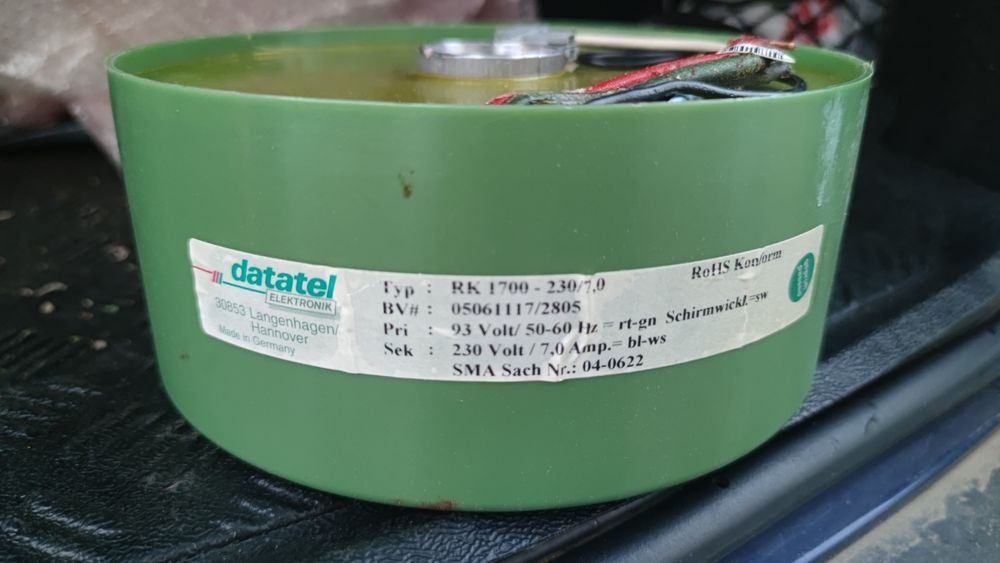 datatel
ELEKTRONIK
30853 Langenhagen/
Hannover
Made in Germany
RoHS Konform
Typ : RK 1700 - 230/7,0
BV# : 05061117/2805
Pri : 93 Volt/ 50-60 Hz = rt-gn Schirmwickl.=sw
Sek : 230 Volt / 7,0 Amp.= bl-ws
SMA Sach Nr.: 04-0622